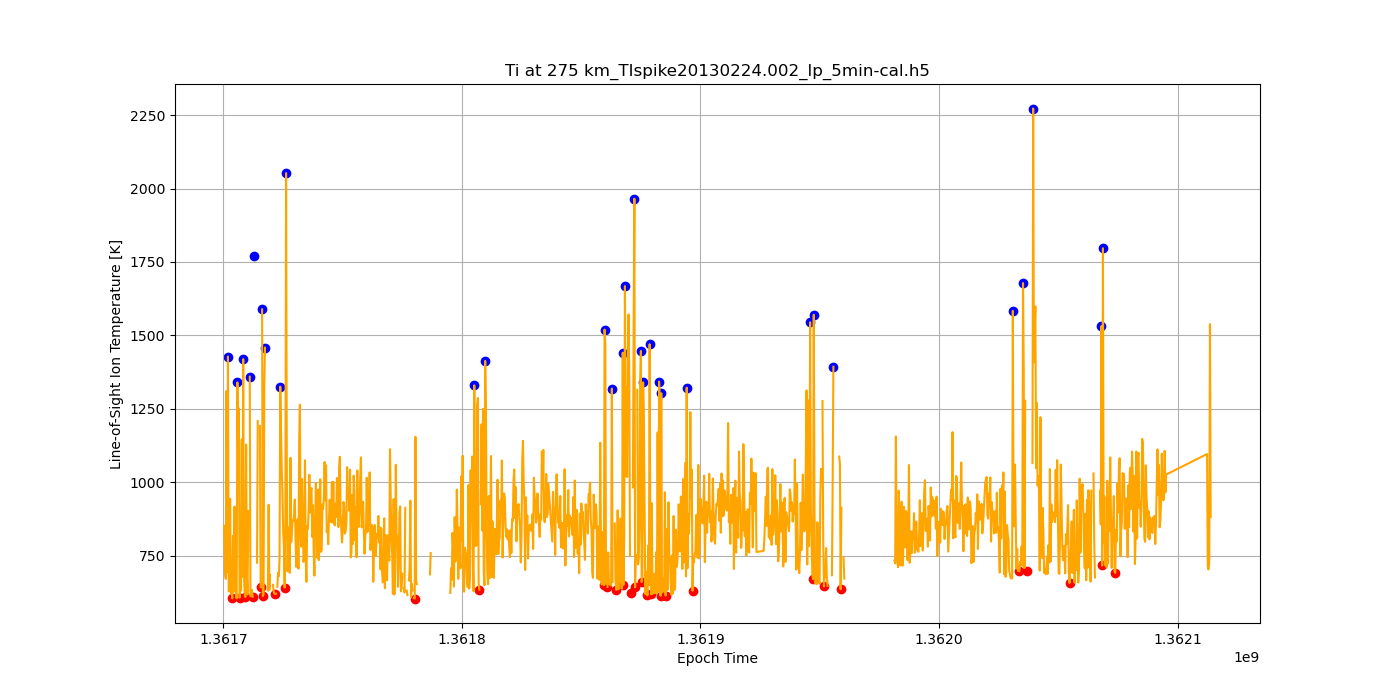 Ti at 275 km_TIspike20130224.002_lp_5min-cal.h5
Line-of-Sight Ion Temperature [K]
2250
2000
1750
1500
1250
1000
750
1.3617 1.3618 1.3619 1.3620 1.3621
Epoch Time
1e9